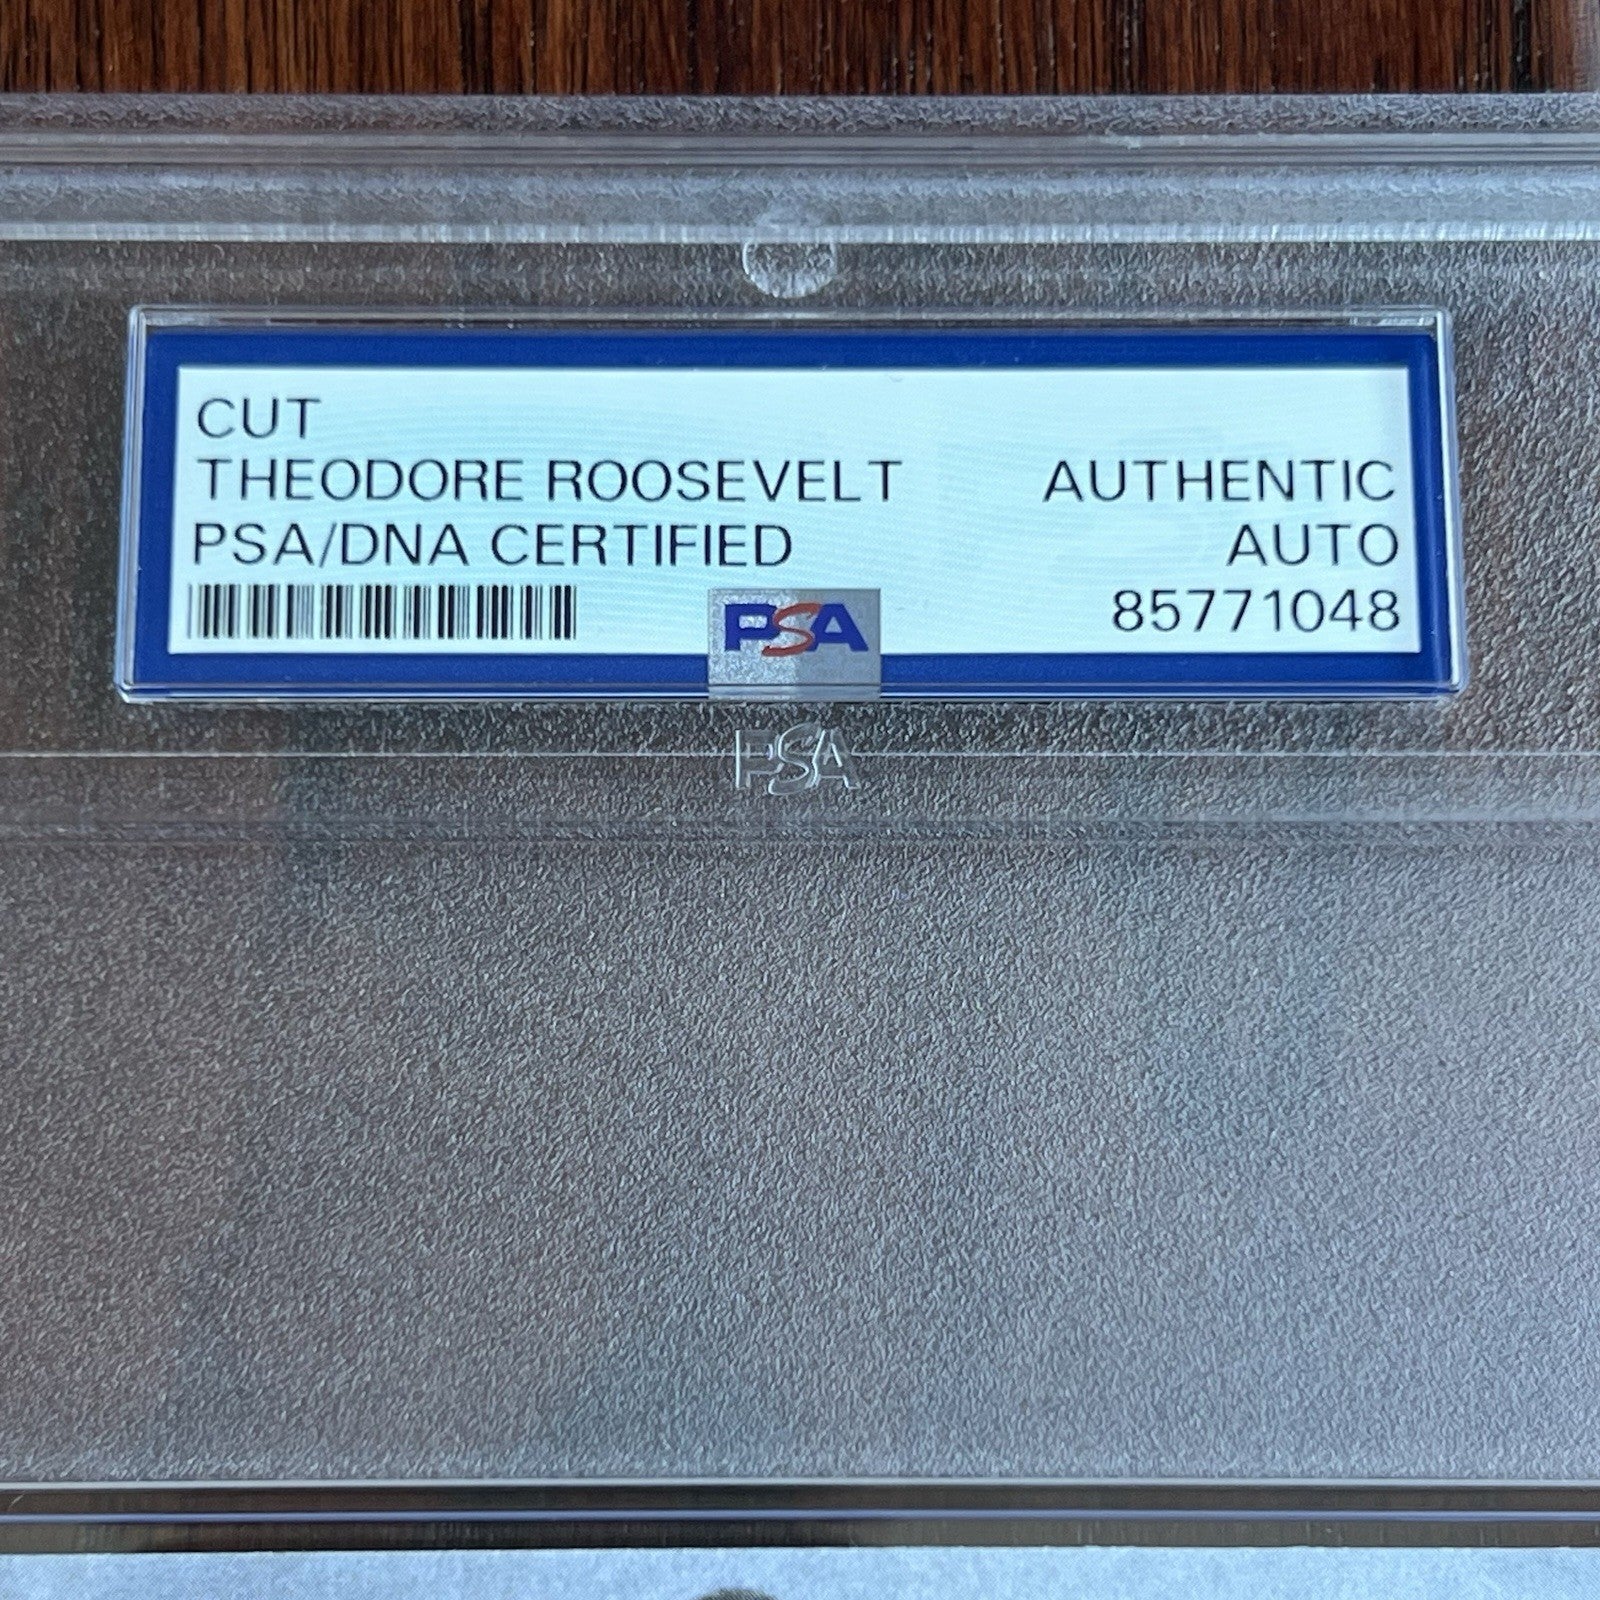 CUT
THEODORE ROOSEVELT
PSA/DNA CERTIFIED
AUTHENTIC
AUTO
85771048
PSA
PSA